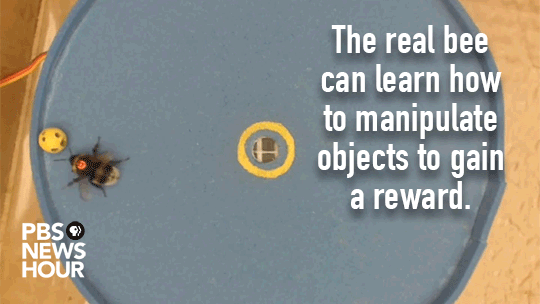 The real bee
can learn how
to manipulate
objects to gain
a reward.
PBS
NEWS
HOUR